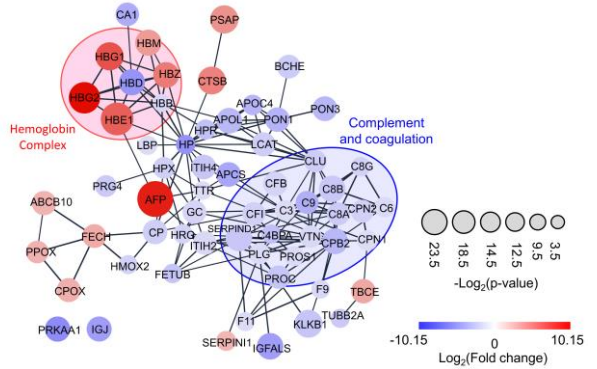 CA1
PSAP
HBM
HBG1
HBZ
BCHE
HBD
CTSB
HBG2
HBB
APOC4
PON3
HBE1
HPR
APOL1
PON1
Complement
and coagulation
Hemoglobin
Complex
LBP
HP
LCAT
HPX
ITIH4
CLU
C8G
PRG4
TTR
APCS
CFB
C8B
ABCB10
AFP
GC
CFI
C3
C9
C8A
CPN2
C6
FECH
CP
HRG
SERPIND1
C4BPA
VTN
CPB2
CPN1
PPOX
HMOX2
ITIH2
PLG
PROS1
CPOX
FETUB
PROC
F9
TBCE
PRKAA1
IGJ
F11
KLKB1
TUBB2A
SERPINI1
IGFALS
23.5
18.5
14.5
12.5
9.5
3.5
-Log2(p-value)
-10.15
0
10.15
Log2(Fold change)